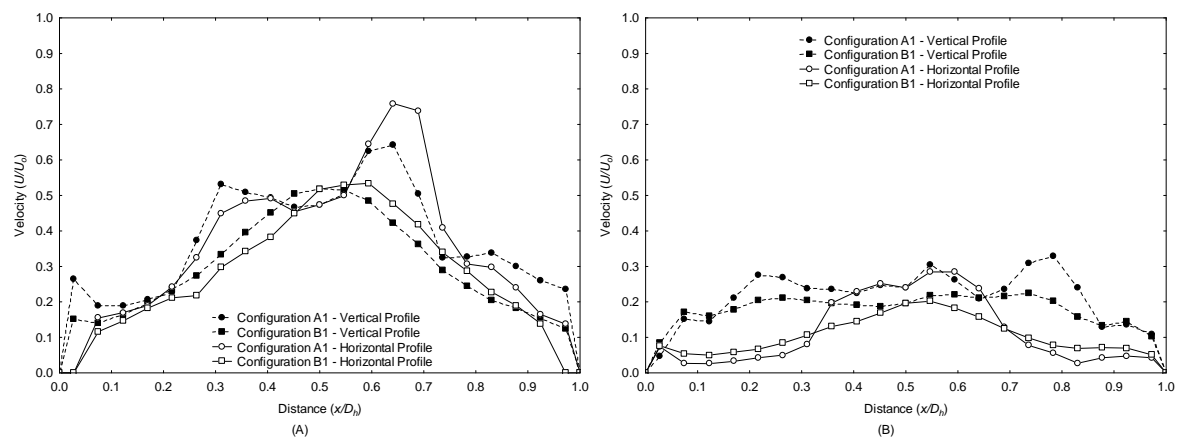 1.0
0.9
0.8
0.7
0.6
0.5
0.4
0.3
0.2
0.1
0.0
Velocity (U/U₀)
Configuration A1 - Vertical Profile
Configuration B1 - Vertical Profile
Configuration A1 - Horizontal Profile
Configuration B1 - Horizontal Profile
0.0 0.1 0.2 0.3 0.4 0.5 0.6 0.7 0.8 0.9 1.0
Distance (x/Dₕ)
(A)
1.0
0.9
0.8
0.7
0.6
0.5
0.4
0.3
0.2
0.1
0.0
Velocity (U/U₀)
Configuration A1 - Vertical Profile
Configuration B1 - Vertical Profile
Configuration A1 - Horizontal Profile
Configuration B1 - Horizontal Profile
0.0 0.1 0.2 0.3 0.4 0.5 0.6 0.7 0.8 0.9 1.0
Distance (x/Dₕ)
(B)